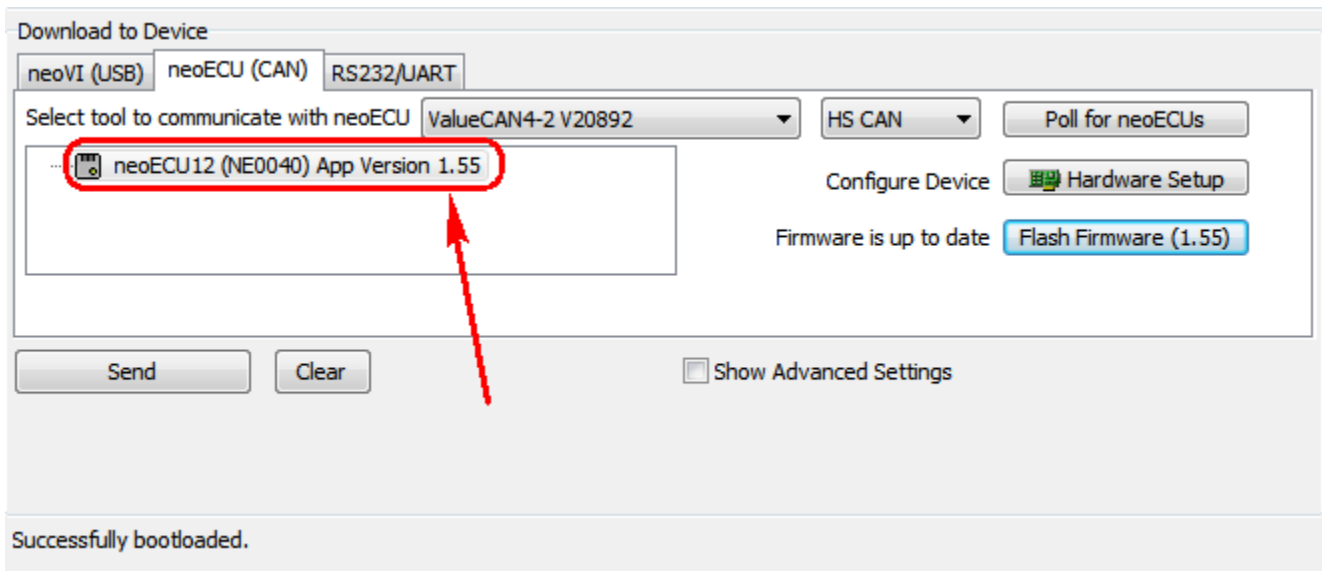 Download to Device
neoVI (USB) neoECU (CAN) RS232/UART
Select tool to communicate with neoECU ValueCAN4-2 V20892 HS CAN Poll for neoECUs
neoECU12 (NE0040) App Version 1.55
Configure Device Hardware Setup
Firmware is up to date Flash Firmware (1.55)
Send Clear Show Advanced Settings
Successfully bootloaded.